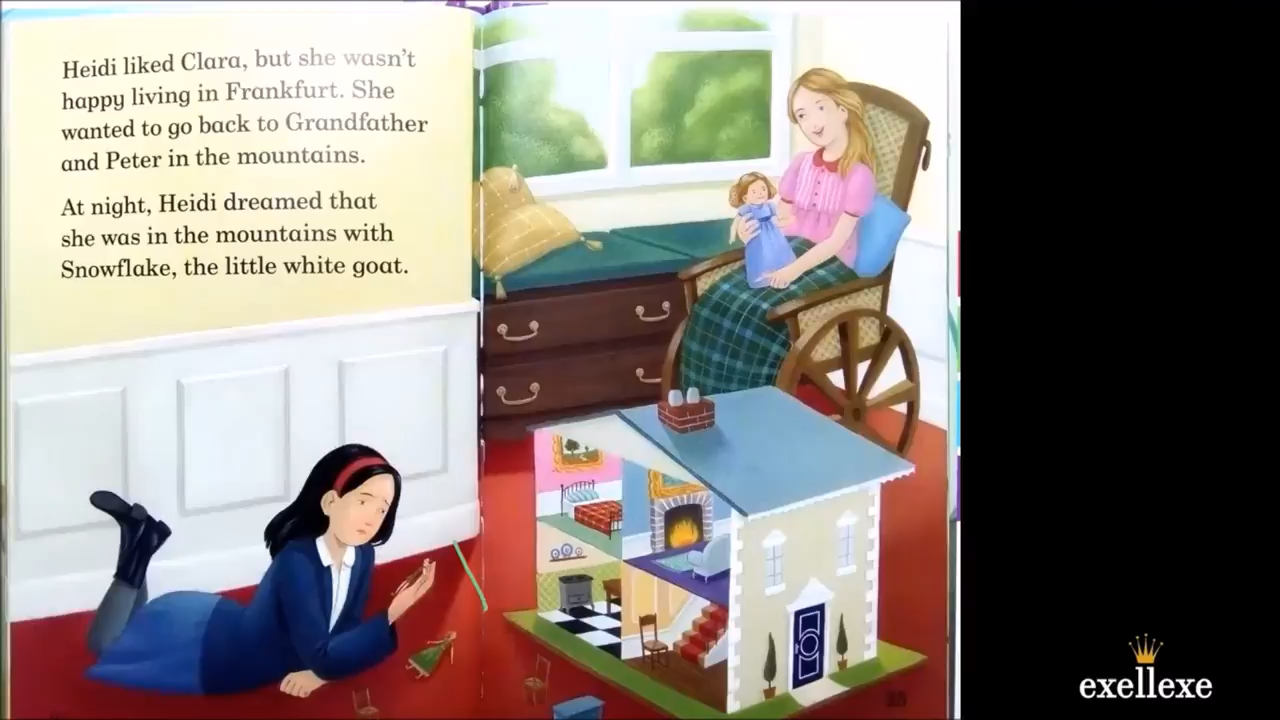 Heidi liked Clara, but she wasn't
happy living in Frankfurt. She
wanted to go back to Grandfather
and Peter in the mountains.
At night, Heidi dreamed that
she was in the mountains with
Snowflake, the little white goat.
exellexe